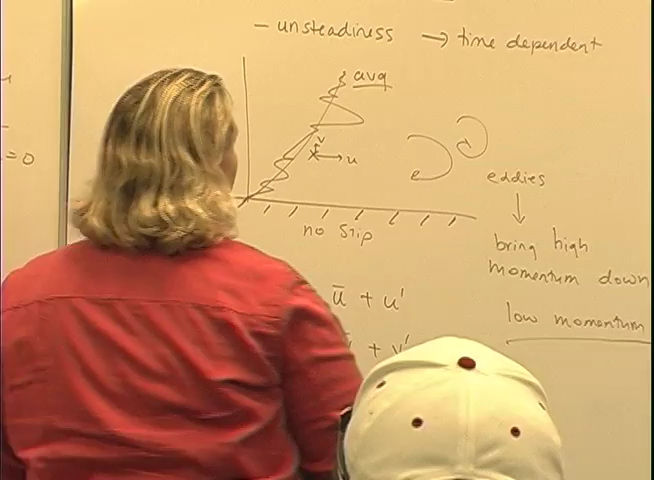 - unsteadiness → time dependent
avg
v
u
eddies
= 0
no slip
bring high
momentum down
ū + u'
low momentum
+ v'